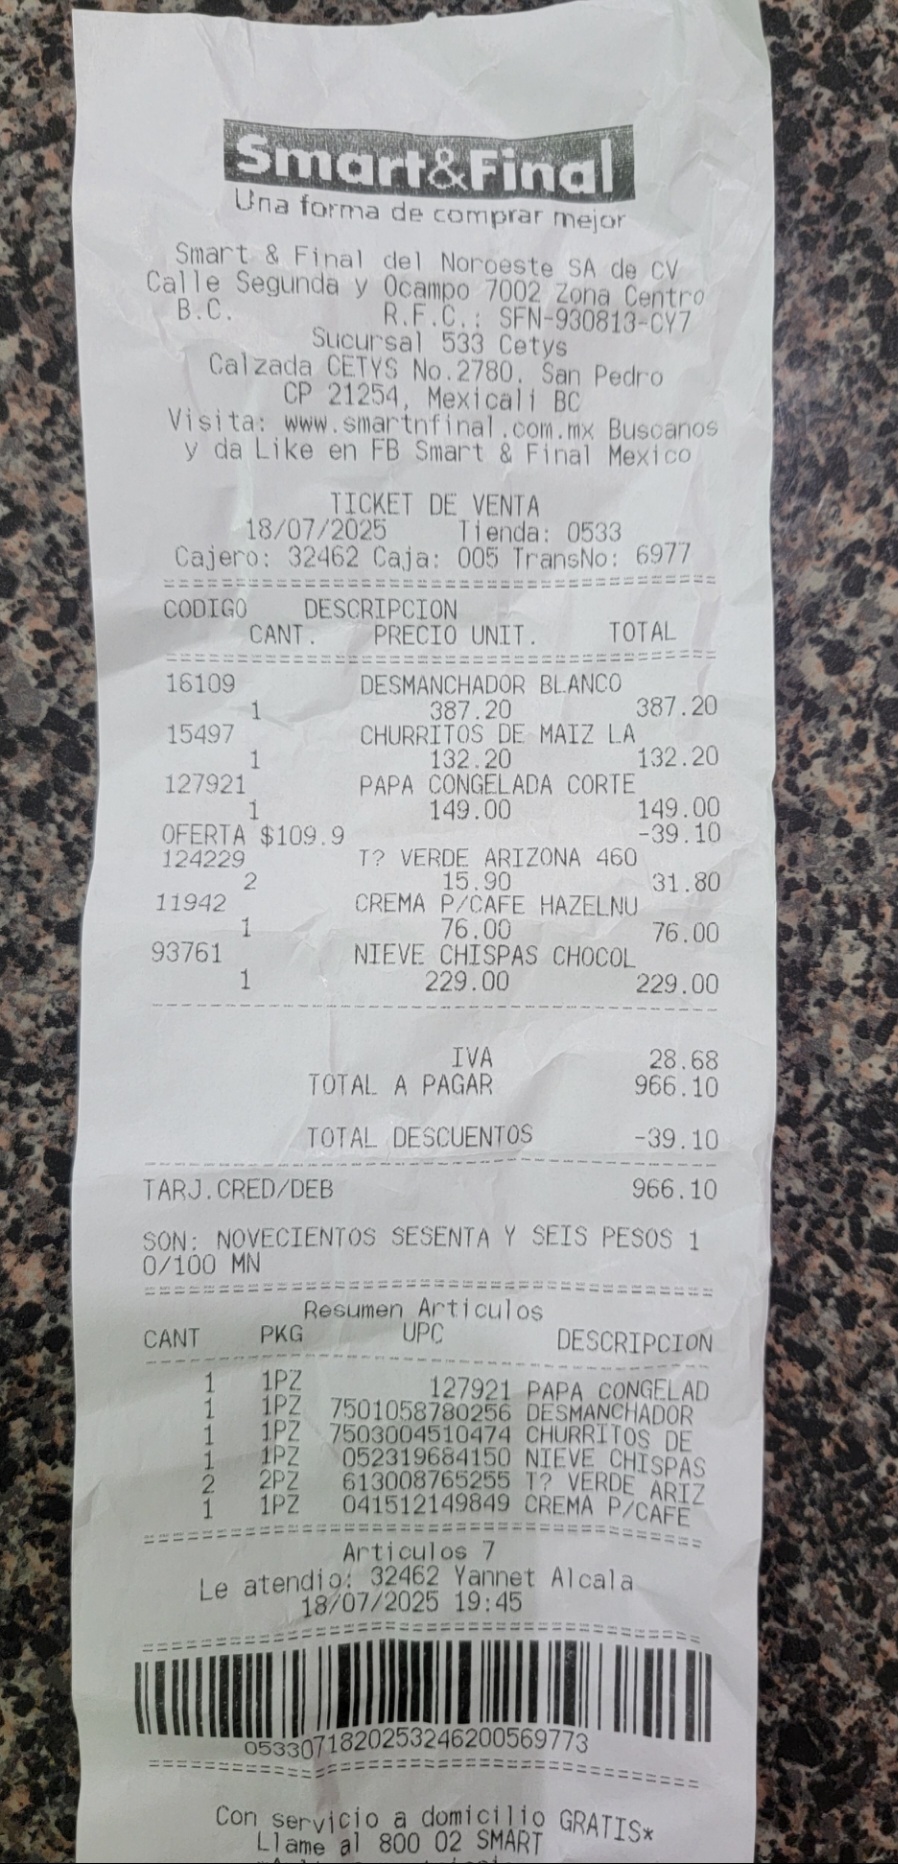 Smart&Final
Una forma de comprar mejor
Smart & Final del Noroeste SA de CV
Calle Segunda y Ocampo 7002 Zona Centro
B.C. R.F.C.: SFN-930813-CY7
Sucursal 533 Cetys
Calzada CETYS No.2780. San Pedro
CP 21254, Mexicali BC
Visita: www.smartnfinal.com.mx Buscanos
y da Like en FB Smart & Final Mexico
TICKET DE VENTA
18/07/2025 Tienda: 0533
Cajero: 32462 Caja: 005 TransNo: 6977
CODIGO DESCRIPCION
CANT. PRECIO UNIT. TOTAL
16109 DESMANCHADOR BLANCO
1 387.20 387.20
15497 CHURRITOS DE MAIZ LA
1 132.20 132.20
127921 PAPA CONGELADA CORTE
1 149.00 149.00
OFERTA $109.9 -39.10
124229 T? VERDE ARIZONA 460
2 15.90 31.80
11942 CREMA P/CAFE HAZELNU
1 76.00 76.00
93761 NIEVE CHISPAS CHOCOL
1 229.00 229.00
IVA 28.68
TOTAL A PAGAR 966.10
TOTAL DESCUENTOS -39.10
TARJ.CRED/DEB 966.10
SON: NOVECIENTOS SESENTA Y SEIS PESOS 1
0/100 MN
Resumen Articulos
CANT PKG UPC DESCRIPCION
1 1PZ 127921 PAPA CONGELAD
1 1PZ 7501058780256 DESMANCHADOR
1 1PZ 7503004510474 CHURRITOS DE
1 1PZ 052319684150 NIEVE CHISPAS
2 2PZ 613008765255 T? VERDE ARIZ
1 1PZ 041512149849 CREMA P/CAFE
Articulos 7
Le atendio: 32462 Yannet Alcala
18/07/2025 19:45
0533071820253246200569773
Con servicio a domicilio GRATIS*
Llame al 800 02 SMART